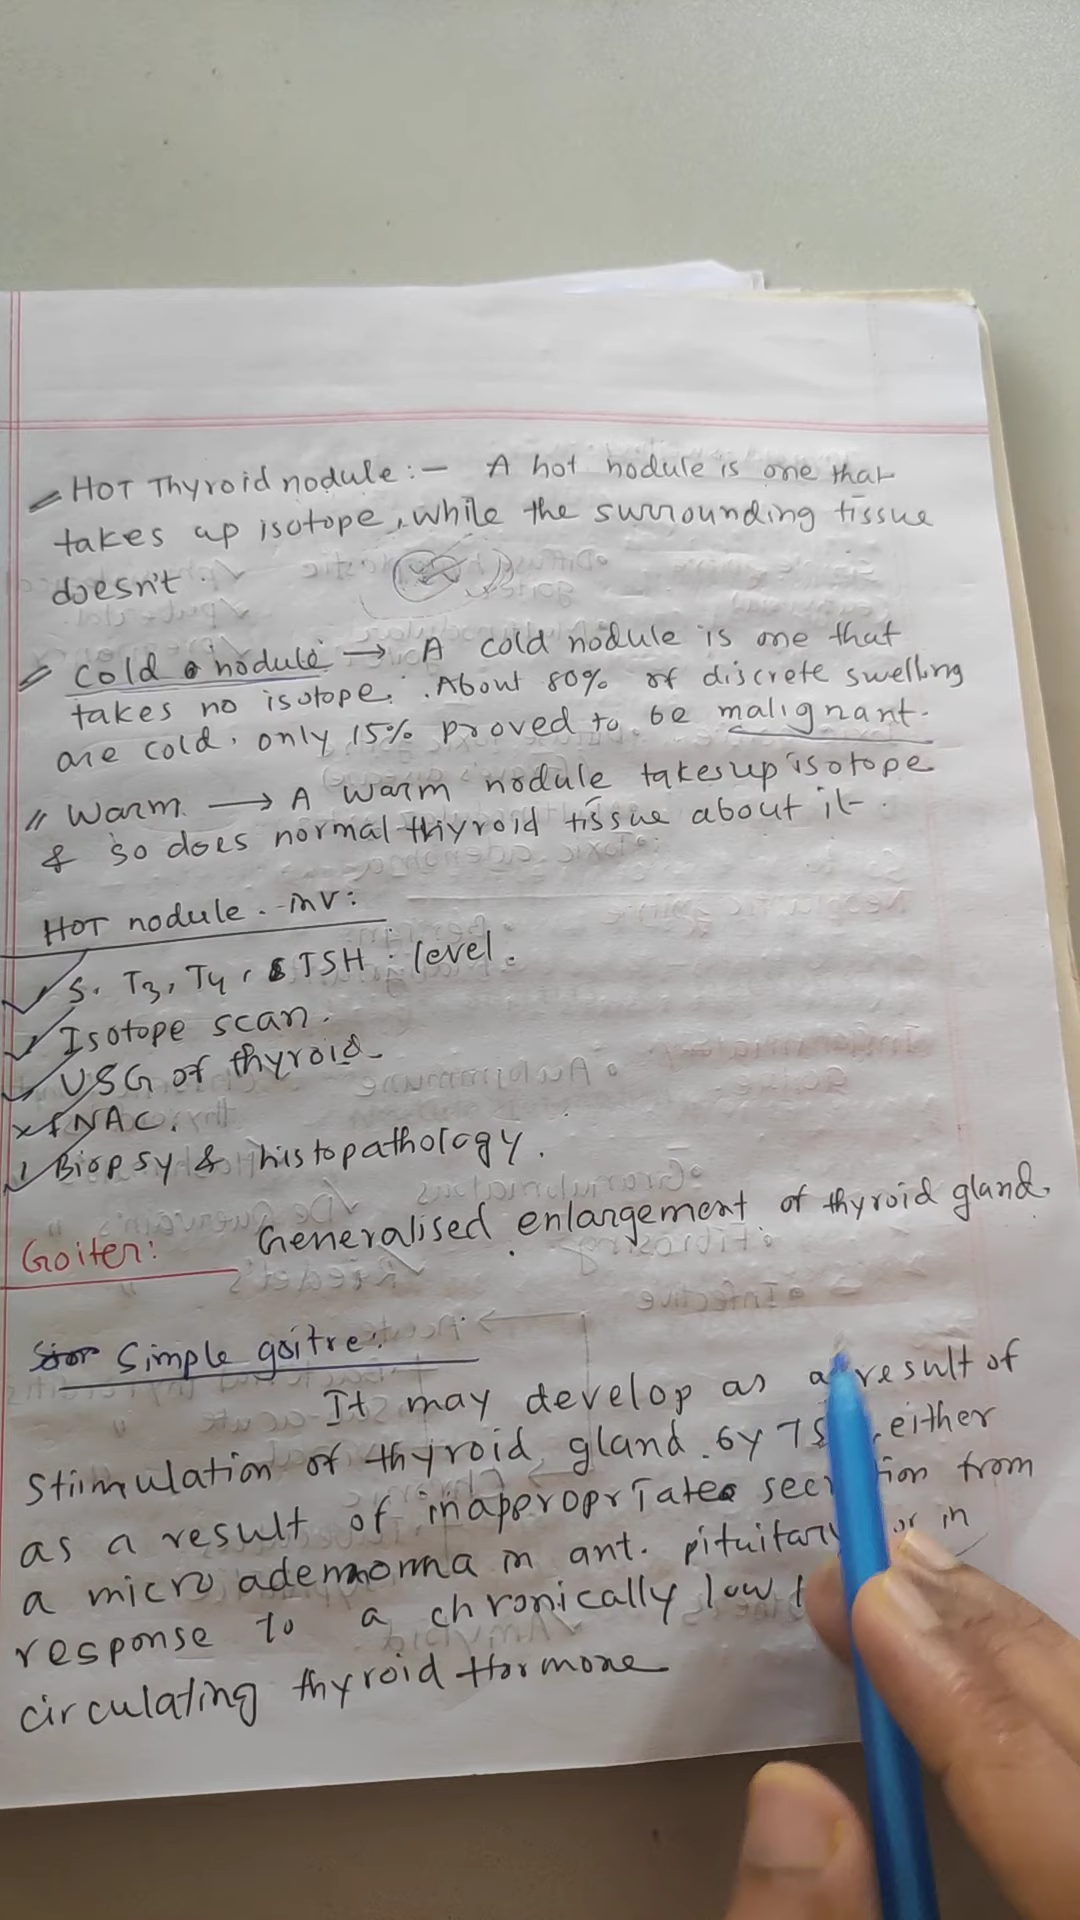 HOT Thyroid nodule:- A hot nodule is one that
takes up isotope, while the surrounding tissue
doesn't.
Cold nodule → A cold nodule is one that
takes no isotope. About 80% of discrete swelling
are cold. only 15% proved to be malignant.
Warm → A warm nodule takes up isotope
& so does normal thyroid tissue about it.
HOT nodule. inv:
S. T3, T4, TSH level.
Isotope scan.
USG of thyroid.
FNAC.
Biopsy & histopathology.
Goiter: Generalised enlargement of thyroid gland.
Simple goitre:
It may develop as a result of
Stimulation of thyroid gland by either
as a result of inappropriate from
a micro ademnoma in ant. or in
response to a chronically low
circulating thyroid Hormone